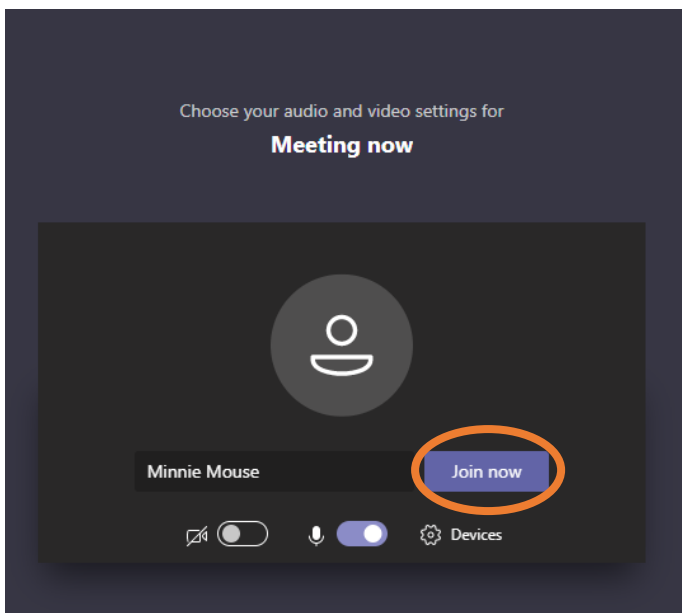 Choose your audio and video settings for
Meeting now
Minnie Mouse
Join now
Devices